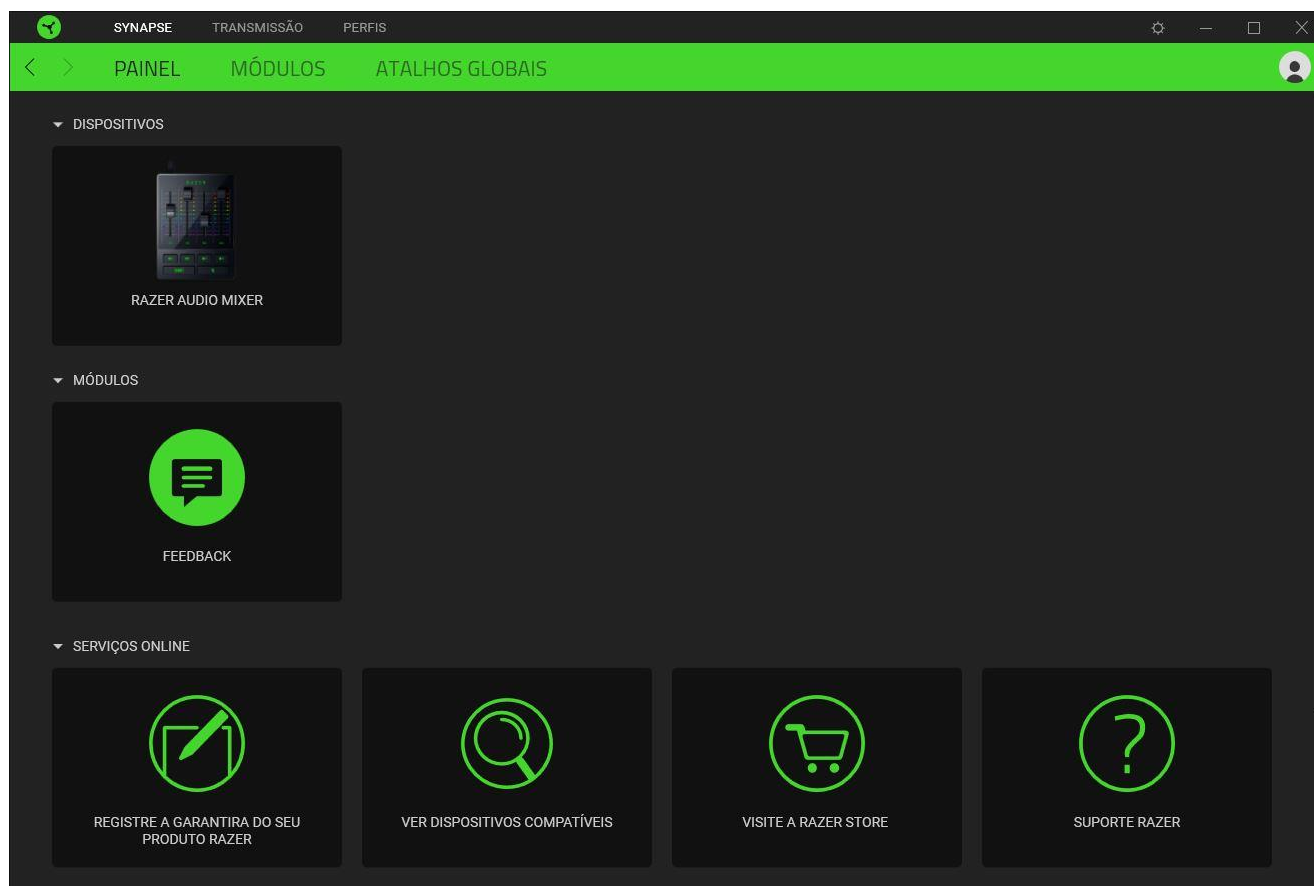 SYNAPSE TRANSMISSÃO PERFIS
PAINEL MÓDULOS ATALHOS GLOBAIS
DISPOSITIVOS
RAZER
RAZER AUDIO MIXER
MÓDULOS
FEEDBACK
SERVIÇOS ONLINE
REGISTRE A GARANTIRA DO SEU
PRODUTO RAZER
VER DISPOSITIVOS COMPATÍVEIS
VISITE A RAZER STORE
SUPORTE RAZER